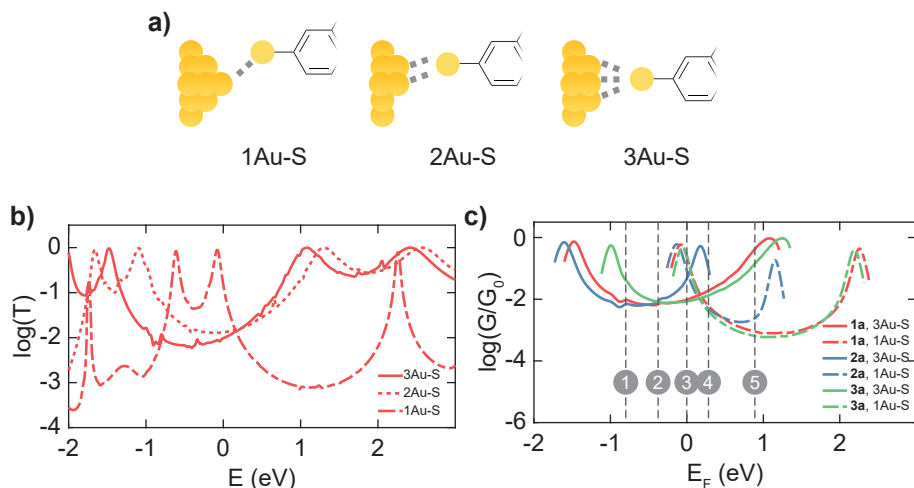 a)
1Au-S
2Au-S
3Au-S
b)
log(T)
0
-1
-2
-3
-4
-2
-1
0
1
2
E (eV)
3Au-S
2Au-S
1Au-S
c)
log(G/G₀)
0
-2
-4
-6
-2
-1
0
1
2
E_F (eV)
1
2
3
4
5
1a, 3Au-S
1a, 1Au-S
2a, 3Au-S
2a, 1Au-S
3a, 3Au-S
3a, 1Au-S